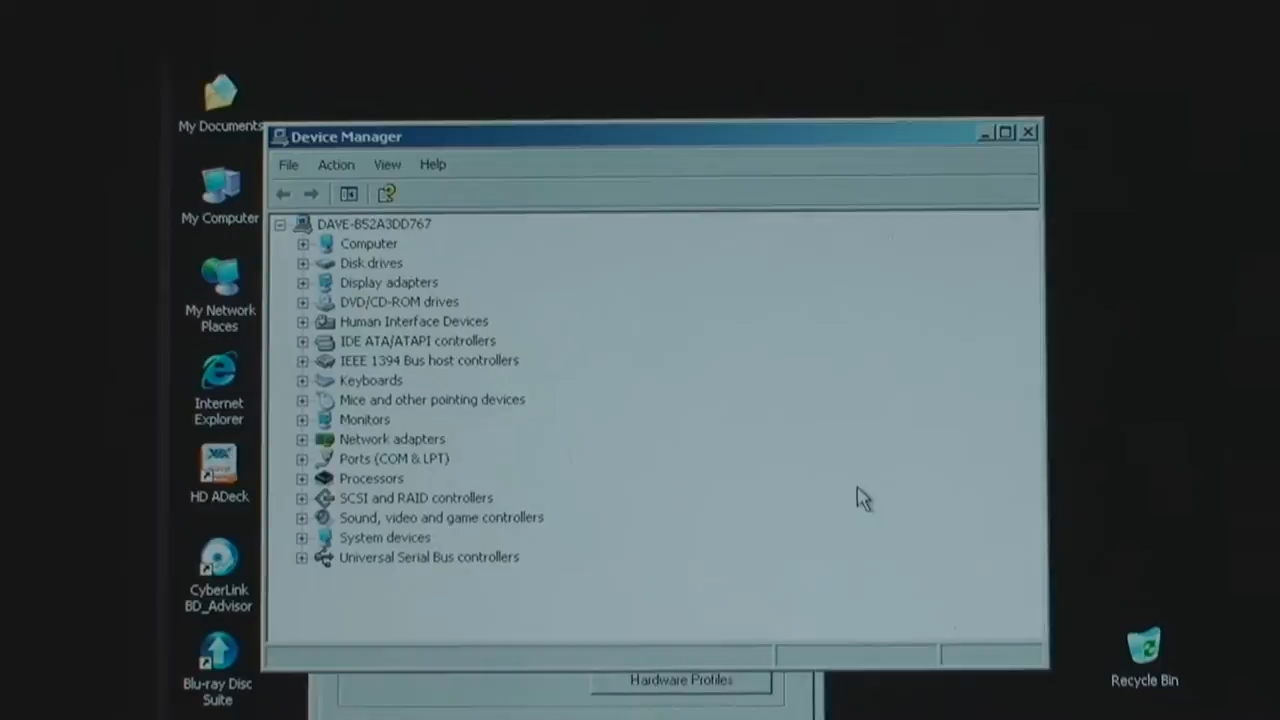 My Documents
My Computer
My Network
Places
Internet
Explorer
HD ADeck
CyberLink
BD_Advisor
Blu-ray Disc
Suite
Device Manager
File Action View Help
DAVE-B52A3DD767
Computer
Disk drives
Display adapters
DVD/CD-ROM drives
Human Interface Devices
IDE ATA/ATAPI controllers
IEEE 1394 Bus host controllers
Keyboards
Mice and other pointing devices
Monitors
Network adapters
Ports (COM & LPT)
Processors
SCSI and RAID controllers
Sound, video and game controllers
System devices
Universal Serial Bus controllers
Hardware Profiles
Recycle Bin